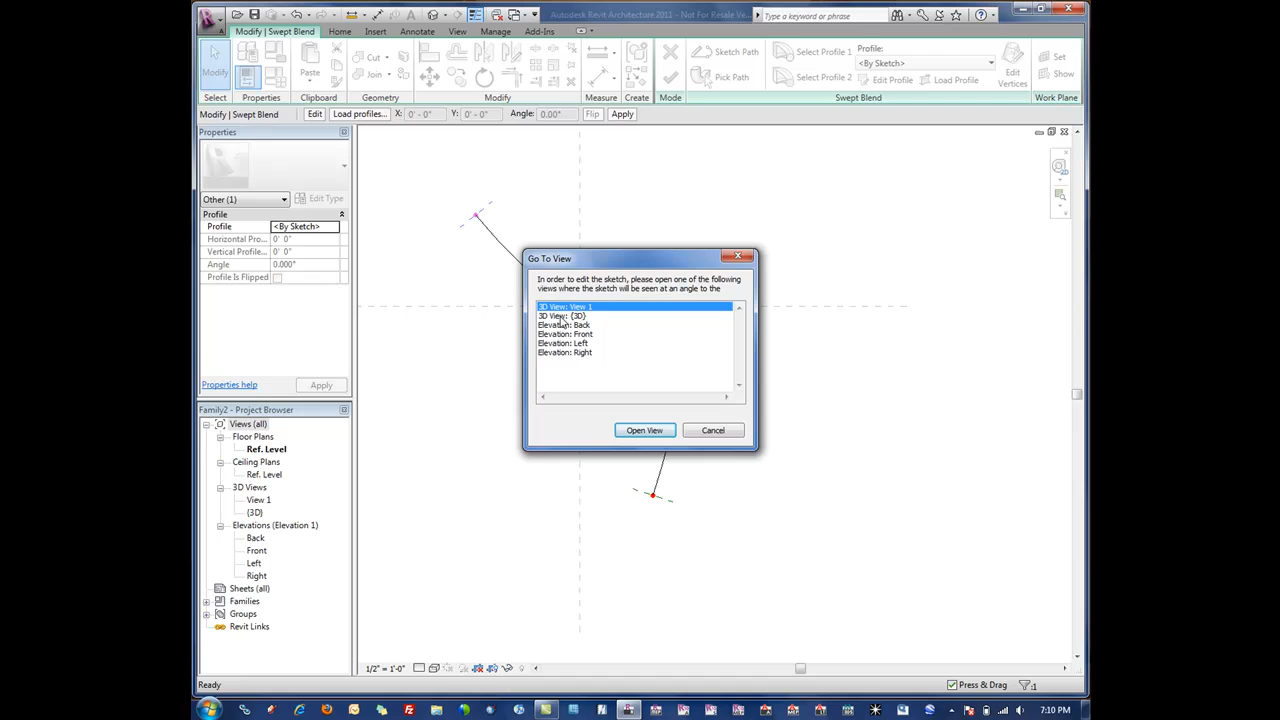 Autodesk Revit Architecture 2011 - Not For Resale Ve...
Type a keyword or phrase
Modify | Swept Blend Home Insert Annotate View Manage Add-Ins
Modify
Paste
Cut
Join
Sketch Path
Pick Path
Select Profile 1
Select Profile 2
Profile:
<By Sketch>
Edit Profile Load Profile
Edit
Vertices
Set
Show
Select Properties Clipboard Geometry Modify Measure Create Mode Swept Blend Work Plane
Modify | Swept Blend Edit Load profiles... X: 0' - 0" Y: 0' - 0" Angle: 0.00° Flip Apply
Properties
Other (1) Edit Type
Profile
Profile <By Sketch>
Horizontal Pro... 0' 0"
Vertical Profile... 0' 0"
Angle 0.000°
Profile Is Flipped
Properties help Apply
Family2 - Project Browser
Views (all)
Floor Plans
Ref. Level
Ceiling Plans
Ref. Level
3D Views
View 1
{3D}
Elevations (Elevation 1)
Back
Front
Left
Right
Sheets (all)
Families
Groups
Revit Links
Go To View
In order to edit the sketch, please open one of the following
views where the sketch will be seen at an angle to the
3D View: View 1
3D View: {3D}
Elevation: Back
Elevation: Front
Elevation: Left
Elevation: Right
Open View Cancel
1/2" = 1'-0"
Ready Press & Drag :1
7:10 PM